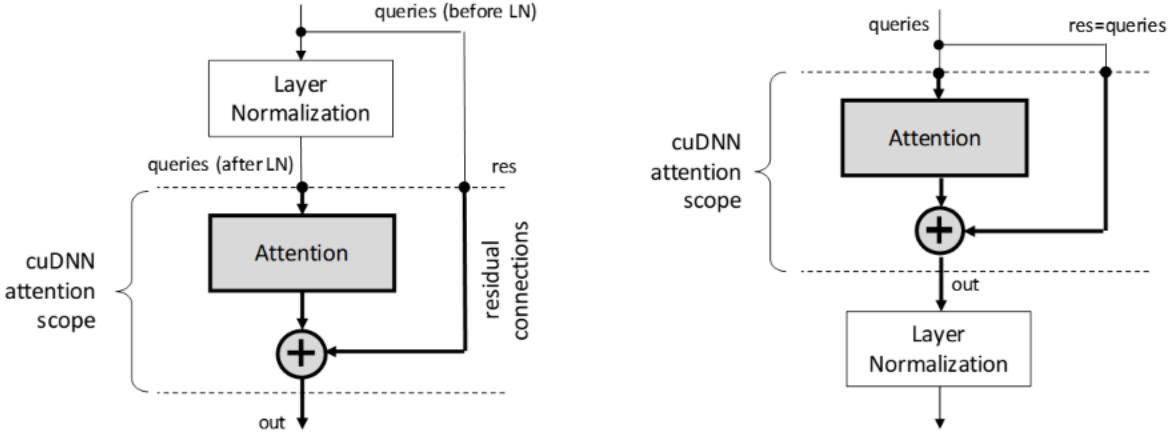 queries (before LN)
Layer
Normalization
queries (after LN)
res
cuDNN
attention
scope
Attention
residual
connections
+
out
queries
res=queries
cuDNN
attention
scope
Attention
+
out
Layer
Normalization